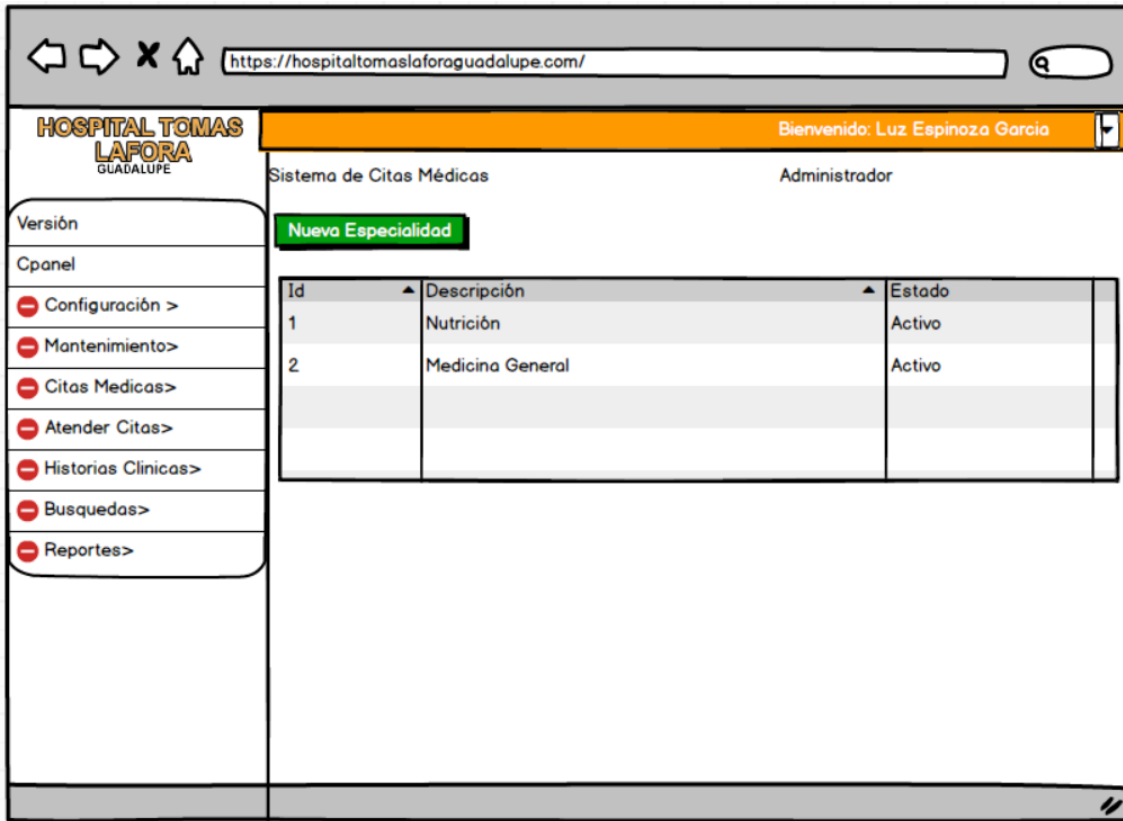 https://hospitaltomaslaforaguadalupe.com/
HOSPITAL TOMAS
LAFORA
GUADALUPE
Bienvenido: Luz Espinoza Garcia
Sistema de Citas Médicas
Administrador
Versión
Cpanel
Configuración >
Mantenimiento>
Citas Medicas>
Atender Citas>
Historias Clinicas>
Busquedas>
Reportes>
Nueva Especialidad
Id Descripción Estado
1 Nutrición Activo
2 Medicina General Activo